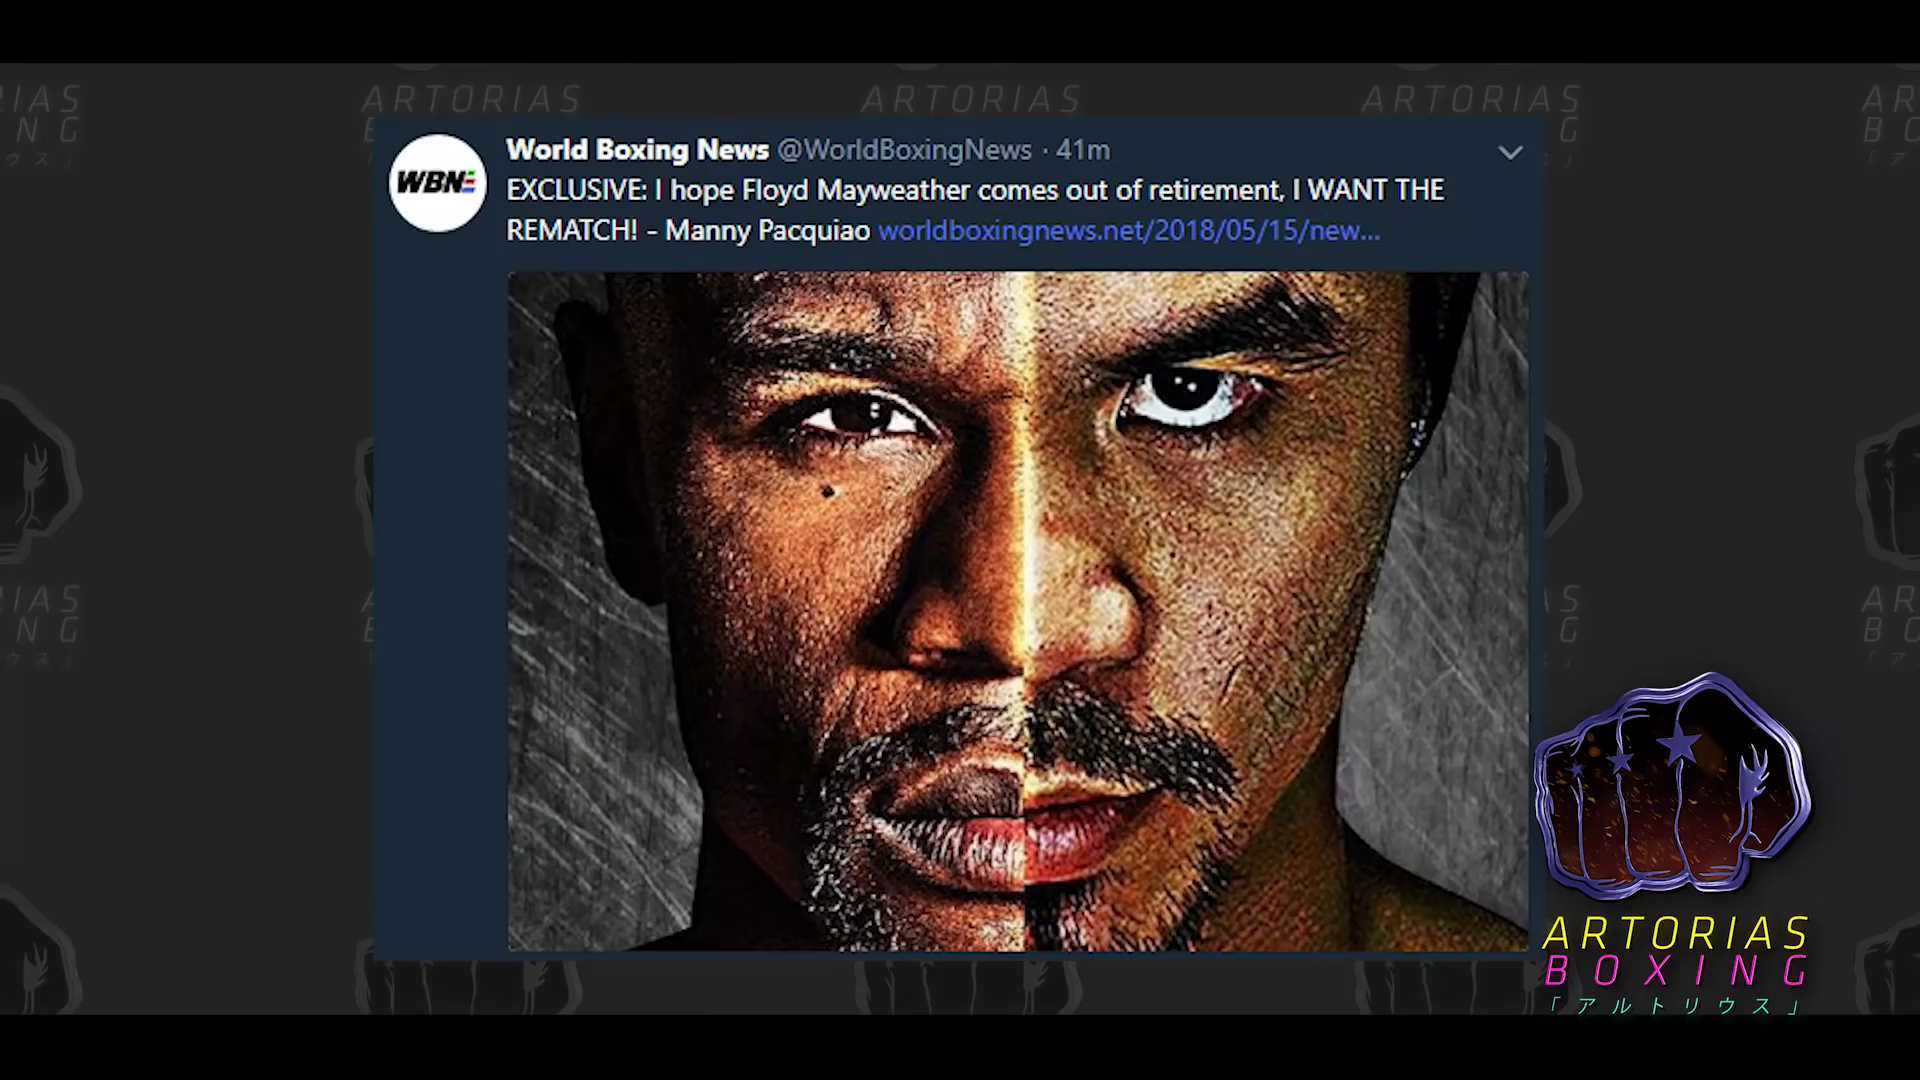 ARTORIAS
ARTORIAS
ARTORIAS
World Boxing News @WorldBoxingNews · 41m
WBN
EXCLUSIVE: I hope Floyd Mayweather comes out of retirement, I WANT THE
REMATCH! - Manny Pacquiao worldboxingnews.net/2018/05/15/new...
ARTORIAS
BOXING
「アルトリウス」